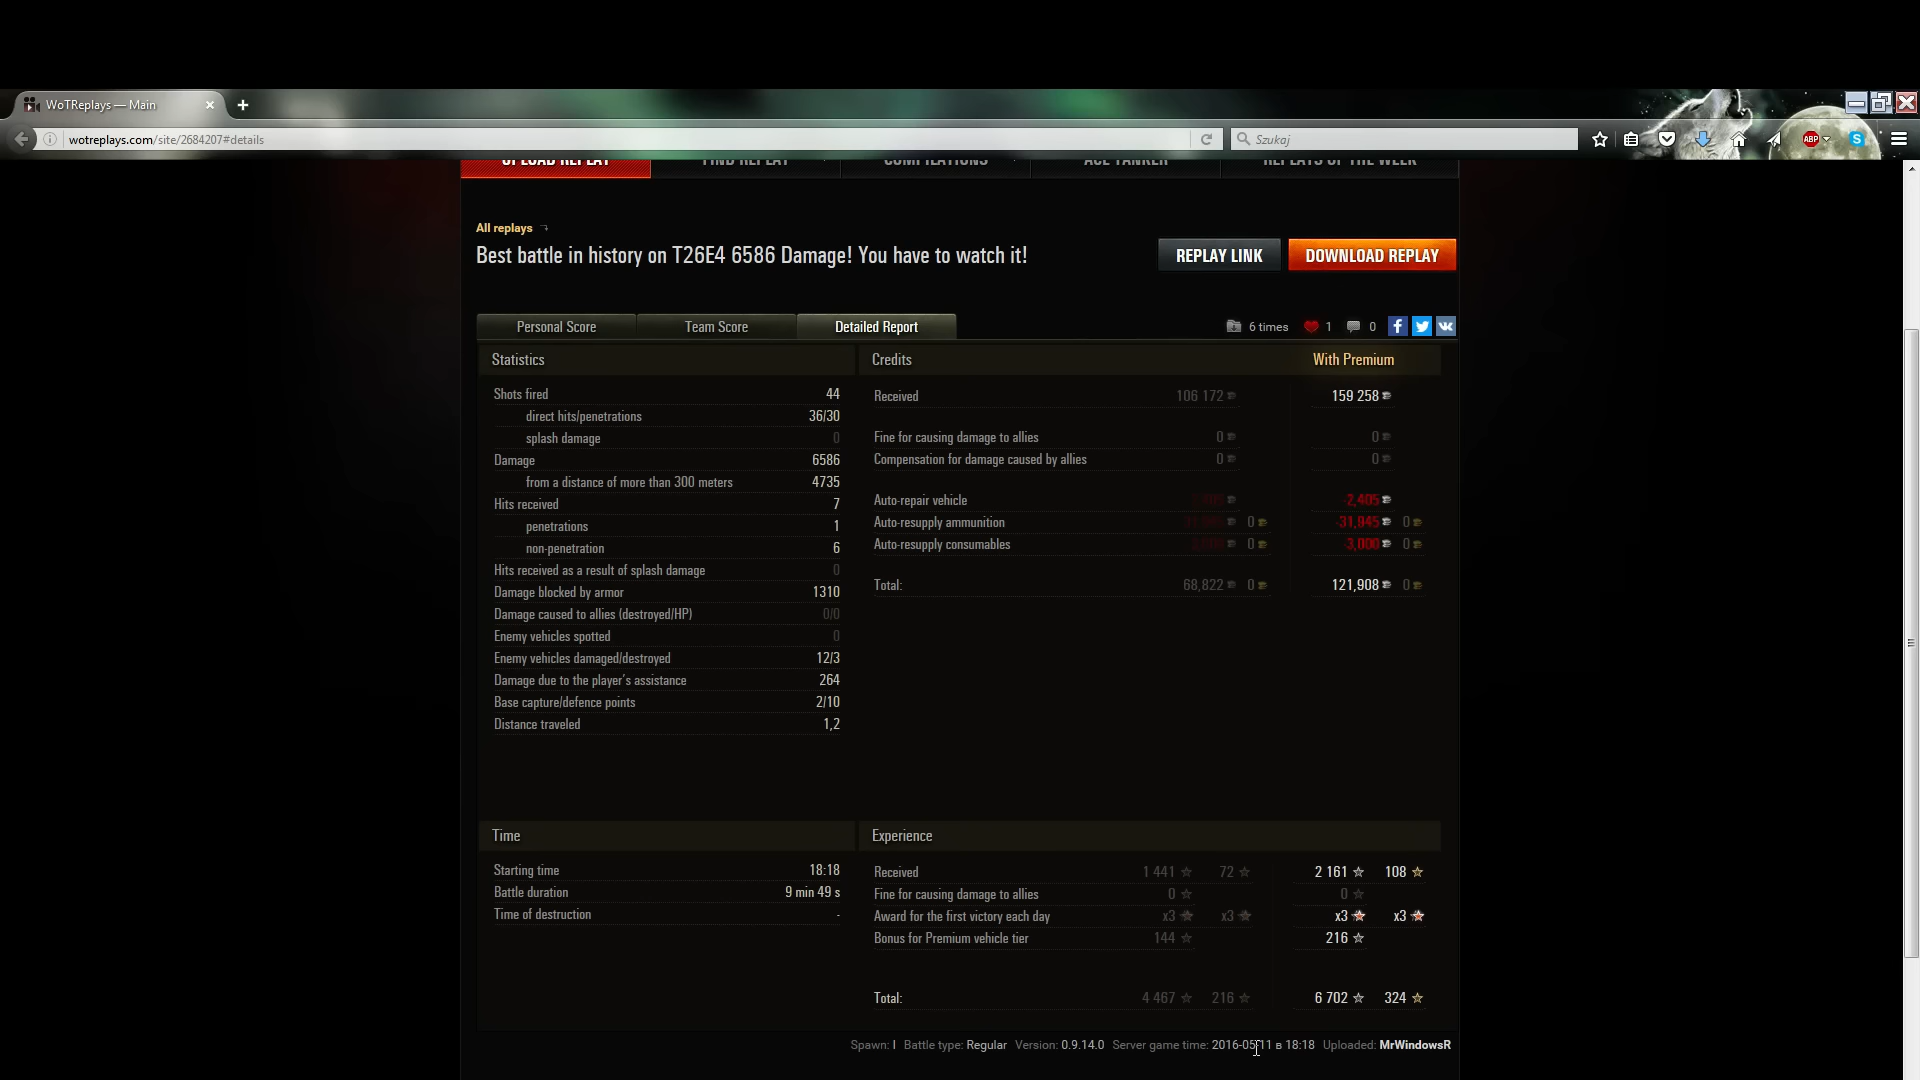 WoTReplays — Main
wotreplays.com/site/2684207#details
Szukaj
ABP
UPLOAD REPLAY FIND REPLAY COMPILATIONS ACE TANKER REPLAYS OF THE WEEK
All replays
Best battle in history on T26E4 6586 Damage! You have to watch it!
REPLAY LINK DOWNLOAD REPLAY
Personal Score Team Score Detailed Report 6 times 1 0
Statistics Credits With Premium
Shots fired 44
direct hits/penetrations 36/30
splash damage 0
Damage 6586
from a distance of more than 300 meters 4735
Hits received 7
penetrations 1
non-penetration 6
Hits received as a result of splash damage 0
Damage blocked by armor 1310
Damage caused to allies (destroyed/HP) 0/0
Enemy vehicles spotted 0
Enemy vehicles damaged/destroyed 12/3
Damage due to the player's assistance 264
Base capture/defence points 2/10
Distance traveled 1,2
Received 106 172 159 258
Fine for causing damage to allies 0 0
Compensation for damage caused by allies 0 0
Auto-repair vehicle -2,405
Auto-resupply ammunition 0 -31,945 0
Auto-resupply consumables 0 -3,000 0
Total: 68,822 0 121,908 0
Time
Starting time 18:18
Battle duration 9 min 49 s
Time of destruction -
Experience
Received 1 441 72 2 161 108
Fine for causing damage to allies 0 0
Award for the first victory each day x3 x3 x3 x3
Bonus for Premium vehicle tier 144 216
Total: 4 467 216 6 702 324
Spawn: I Battle type: Regular Version: 0.9.14.0 Server game time: 2016-05-11 в 18:18 Uploaded: MrWindowsR